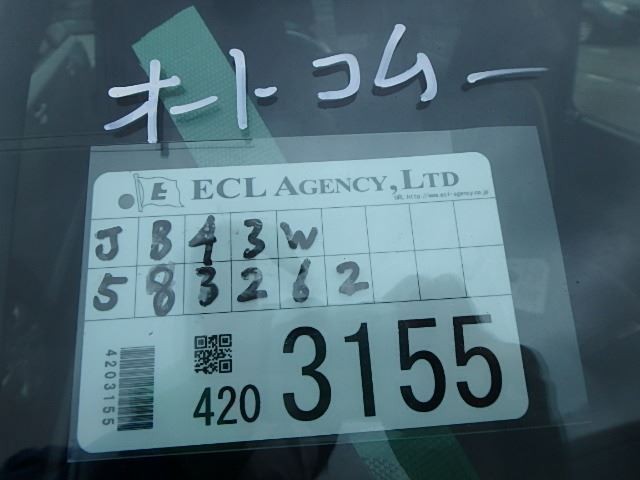 オートコムー
E ECL AGENCY, LTD
URL http://www.ecl-agency.co.jp
J B 4 3 W
5 8 3 2 6 2
4203155
420 3155